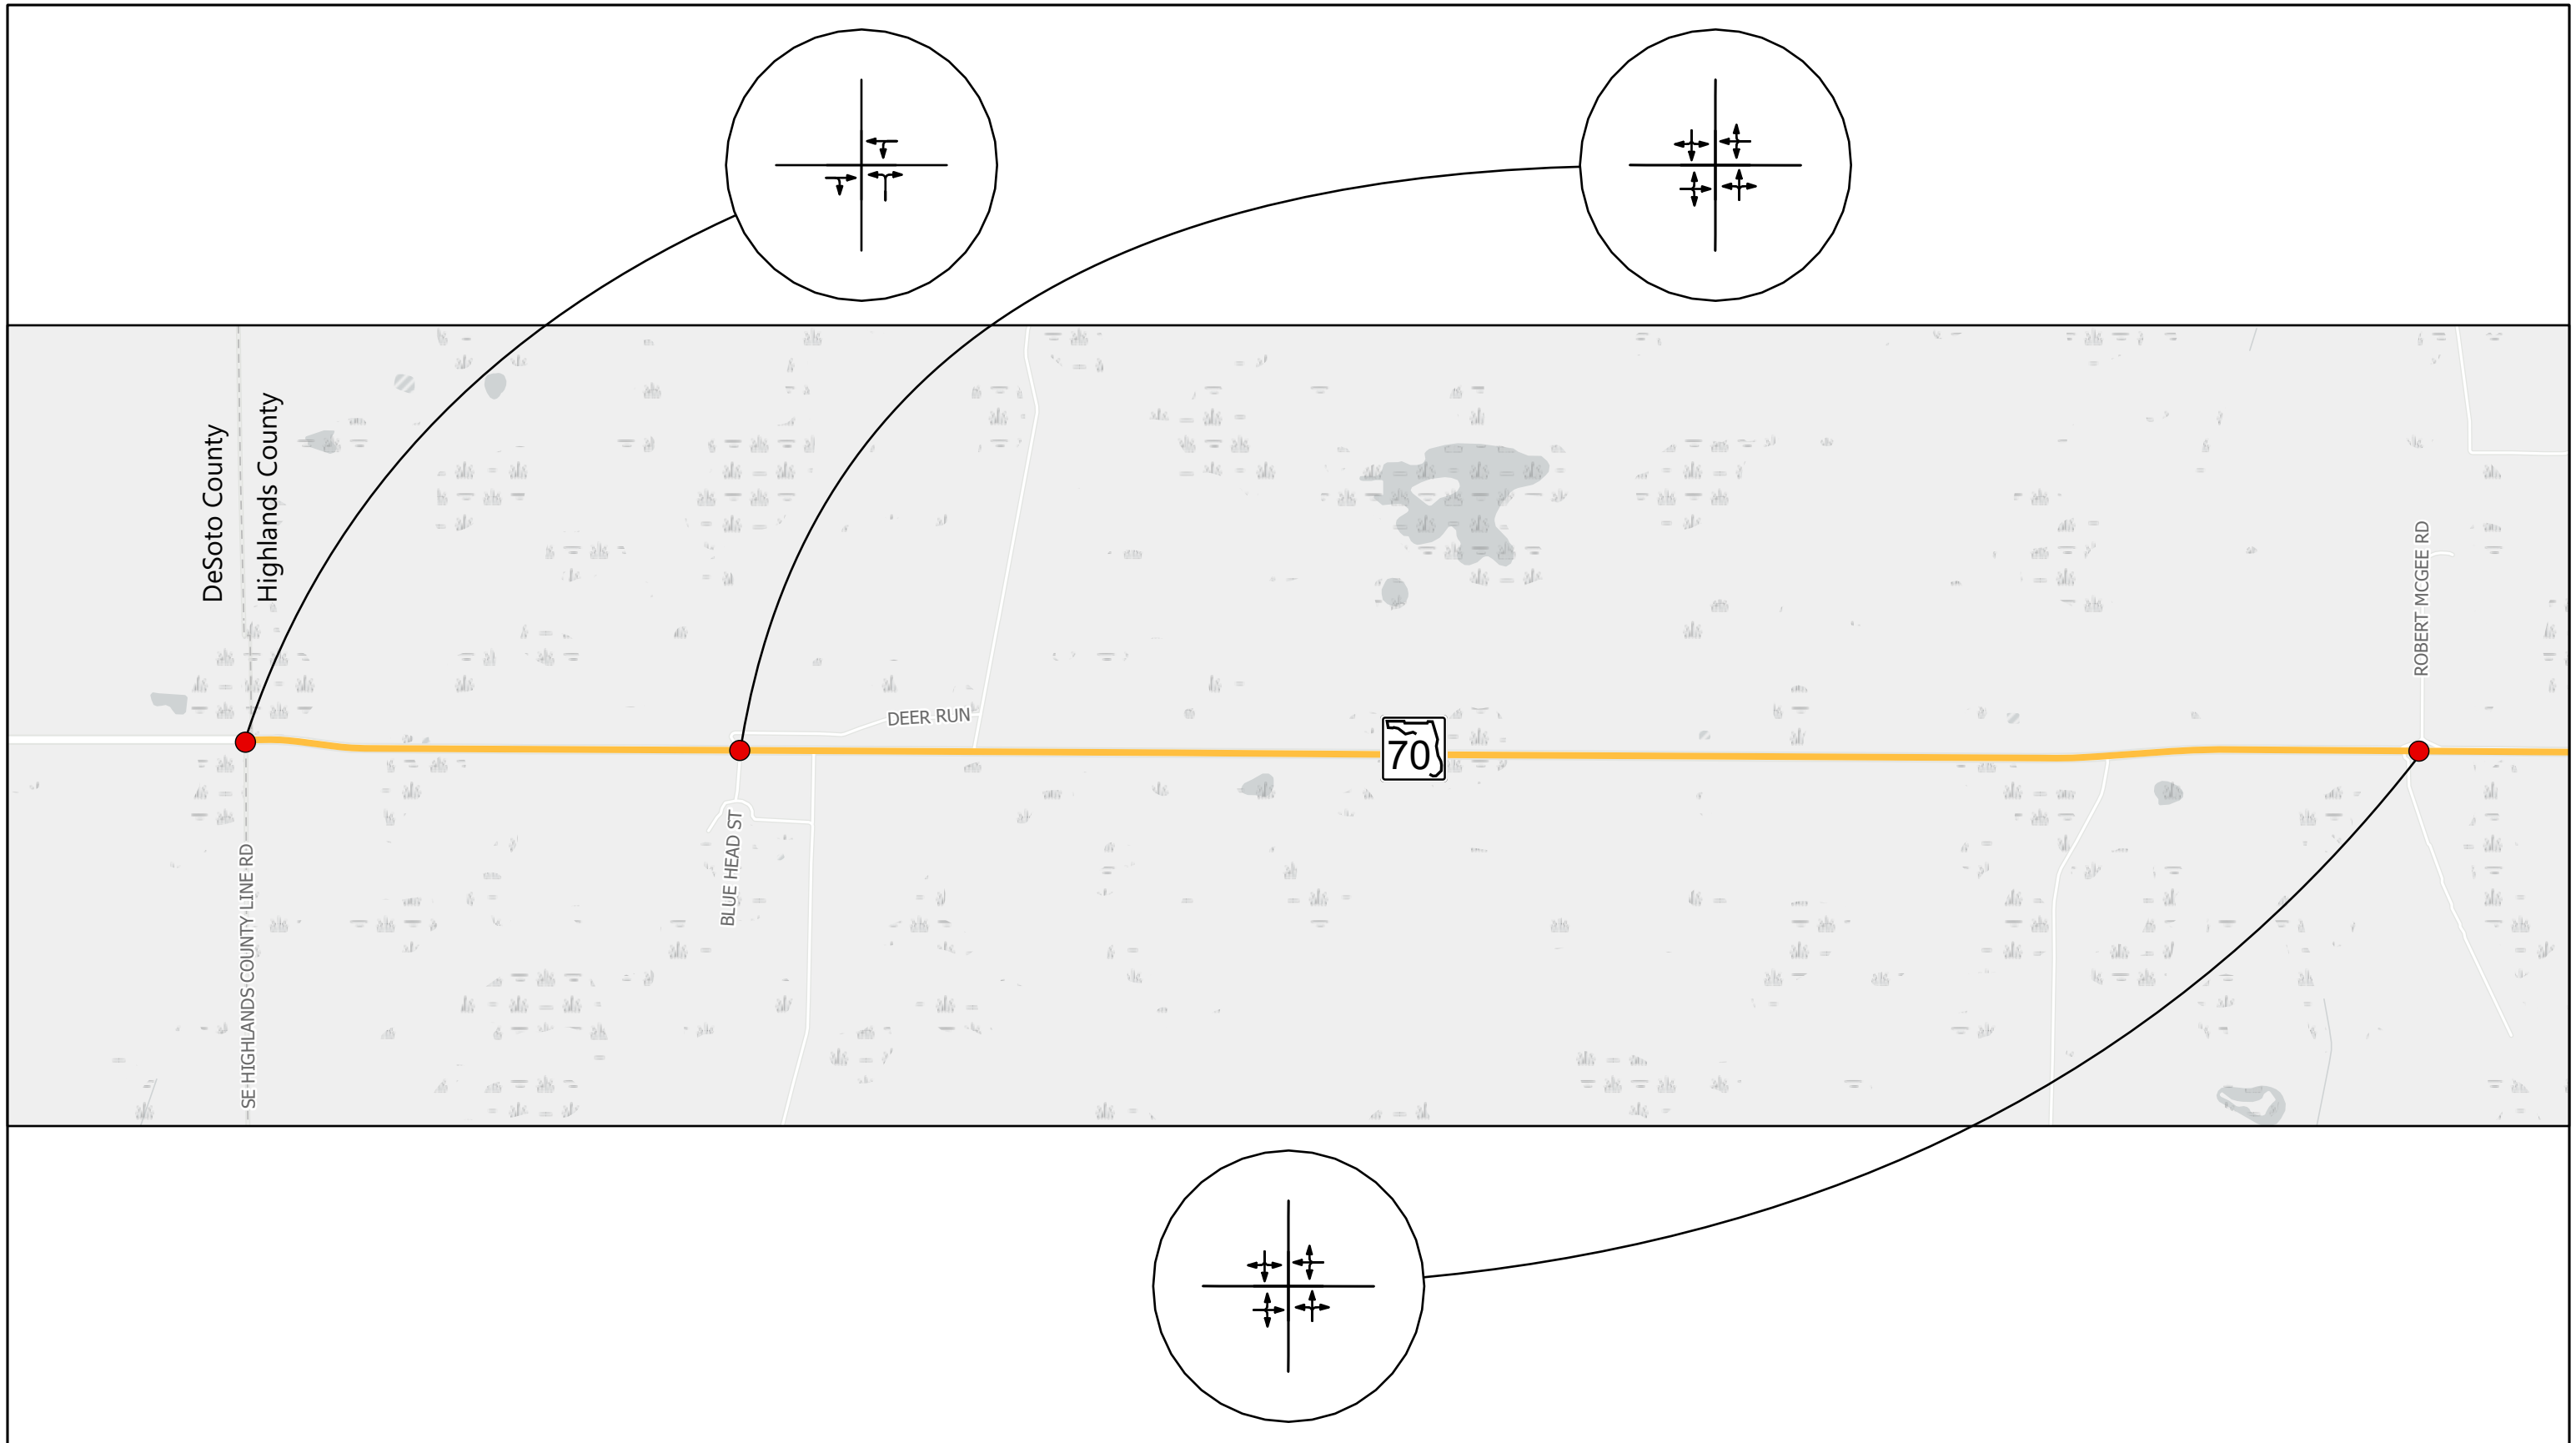 DeSoto County
Highlands County
ROBERT MCGEE RD
DEER RUN
70
BLUE HEAD ST
SE HIGHLANDS COUNTY LINE RD